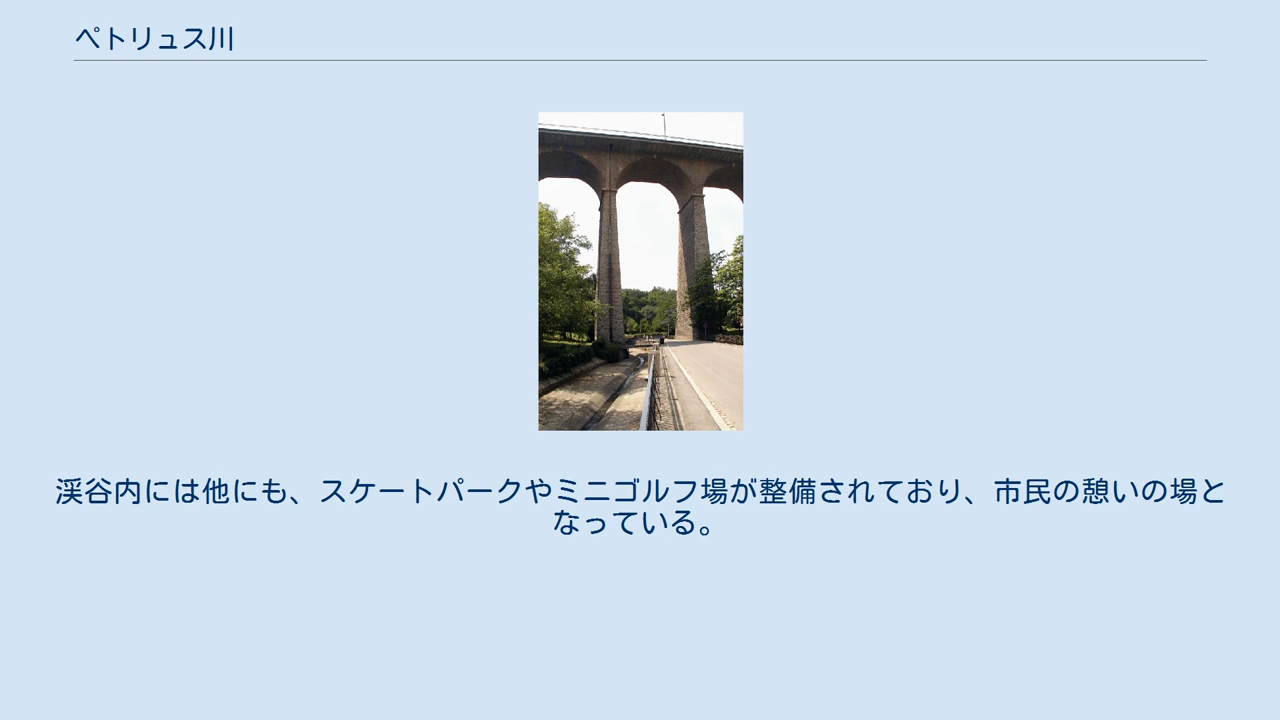 ペトリュス川
渓谷内には他にも、スケートパークやミニゴルフ場が整備されており、市民の憩いの場と
なっている。